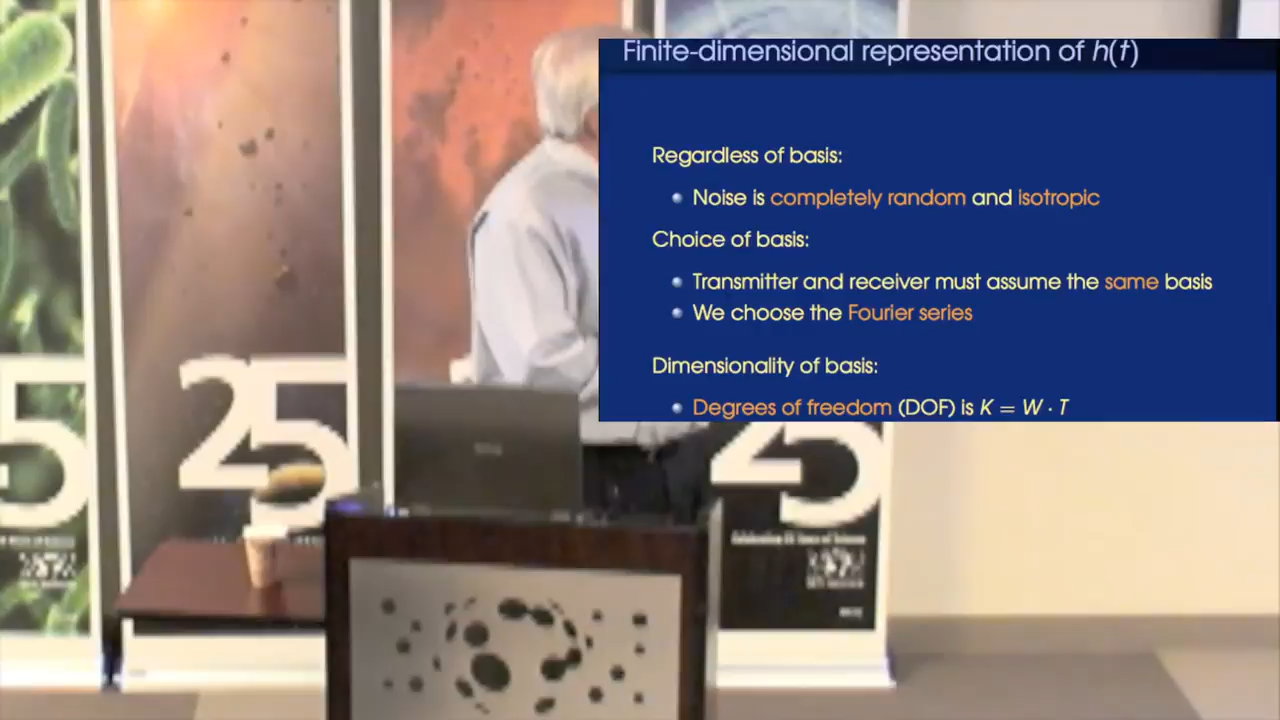 Finite-dimensional representation of h(t)
Regardless of basis:
Noise is completely random and isotropic
Choice of basis:
Transmitter and receiver must assume the same basis
We choose the Fourier series
Dimensionality of basis:
Degrees of freedom (DOF) is K = W · T
5
25
25